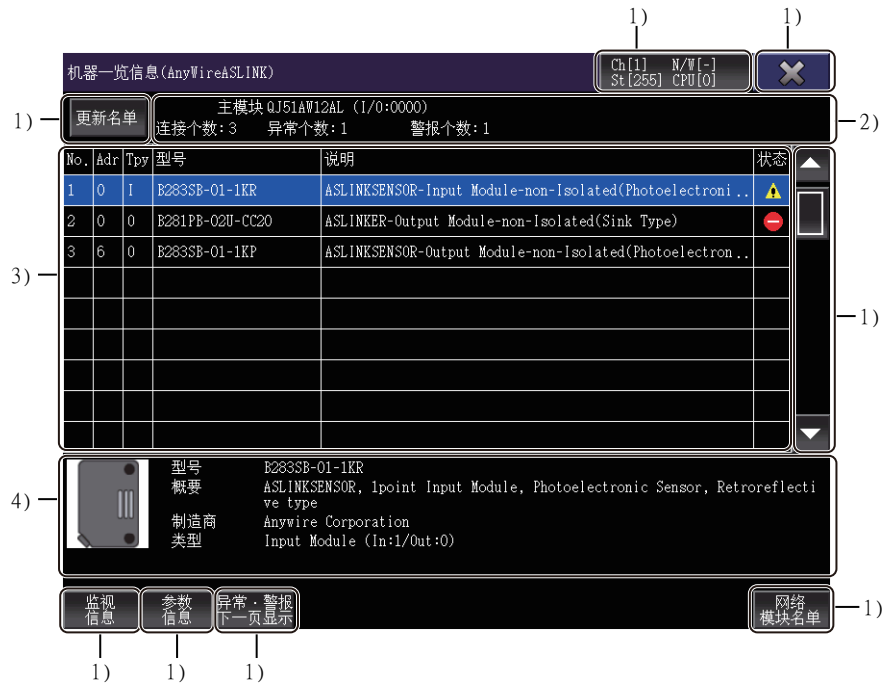 1)
1)
机器一览信息(AnyWireASLINK)
Ch[1] N/W[-]
St[255] CPU[0]
1)
更新名单
主模块 QJ51AW12AL (I/0:0000)
连接个数:3 异常个数:1 警报个数:1
2)
No. Adr Tpy 型号 说明 状态
1 0 I B283SB-01-1KR ASLINKSENSOR-Input Module-non-Isolated(Photoelectroni..
2 0 0 B281PB-02U-CC20 ASLINKER-Output Module-non-Isolated(Sink Type)
3 6 0 B283SB-01-1KP ASLINKSENSOR-Output Module-non-Isolated(Photoelectron..
3)
1)
4)
型号 B283SB-01-1KR
概要 ASLINKSENSOR, 1point Input Module, Photoelectronic Sensor, Retroreflecti
ve type
制造商 Anywire Corporation
类型 Input Module (In:1/Out:0)
监视
信息
参数
信息
异常·警报
下一页显示
网络
模块名单
1)
1)
1)
1)